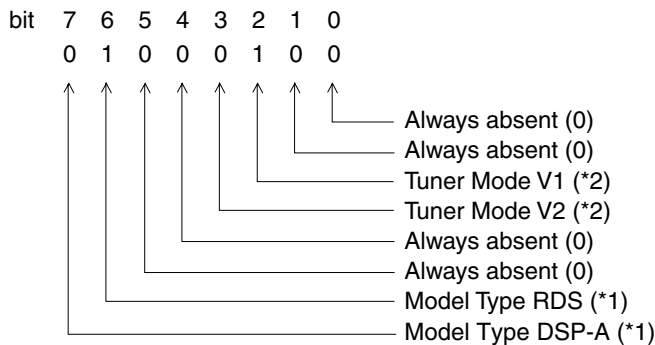 bit 7 6 5 4 3 2 1 0
0 1 0 0 0 1 0 0
Always absent (0)
Always absent (0)
Tuner Mode V1 (*2)
Tuner Mode V2 (*2)
Always absent (0)
Always absent (0)
Model Type RDS (*1)
Model Type DSP-A (*1)